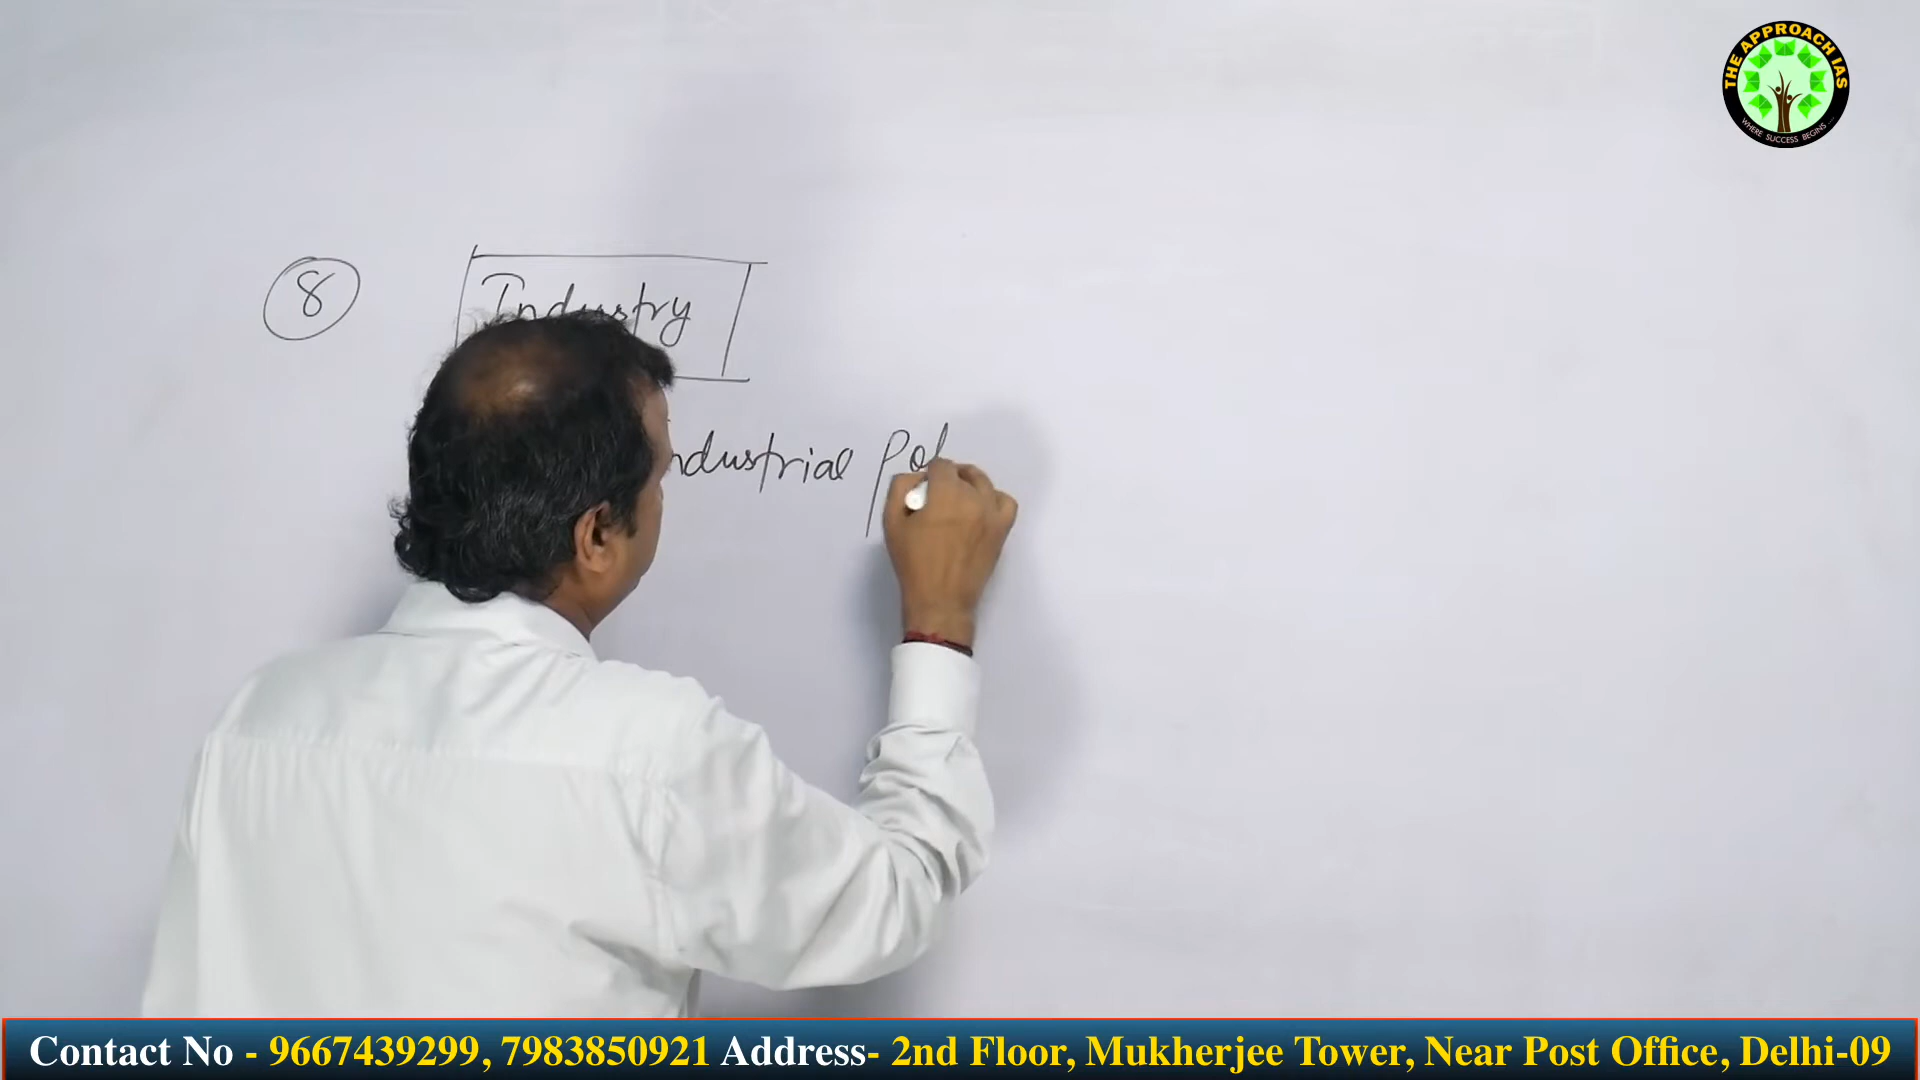 THE APPROACH IAS
WHERE SUCCESS BEGINS ...
8 Industry
ndustrial Pol
Contact No - 9667439299, 7983850921 Address- 2nd Floor, Mukherjee Tower, Near Post Office, Delhi-09